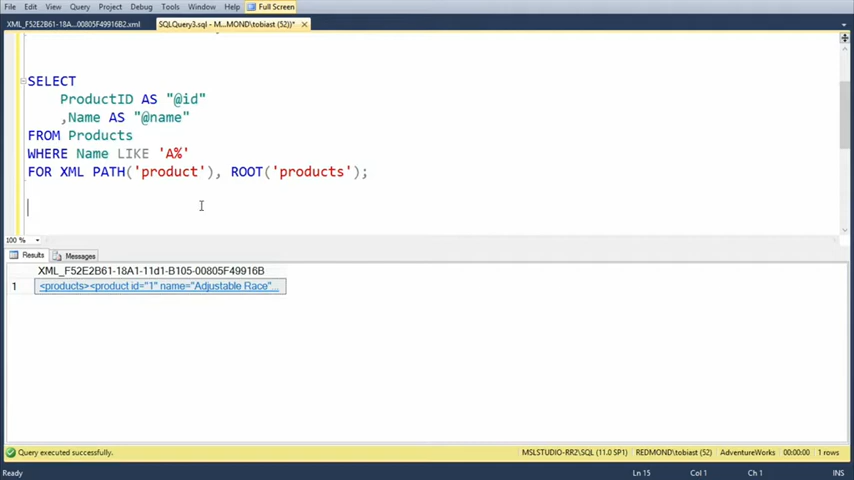 File Edit View Query Project Debug Tools Window Help Full Screen
XML_F52E2B61-18A...00805F49916B2.xml SQLQuery3.sql - M...MOND\tobiast (52))* ×
SELECT
ProductID AS "@id"
,Name AS "@name"
FROM Products
WHERE Name LIKE 'A%'
FOR XML PATH('product'), ROOT('products');
100 %
Results Messages
XML_F52E2B61-18A1-11d1-B105-00805F49916B
1 <products><product id="1" name="Adjustable Race"...
Query executed successfully. MSLSTUDIO-RR2\SQL (11.0 SP1) REDMOND\tobiast (52) AdventureWorks 00:00:00 1 rows
Ready Ln 15 Col 1 Ch 1 INS